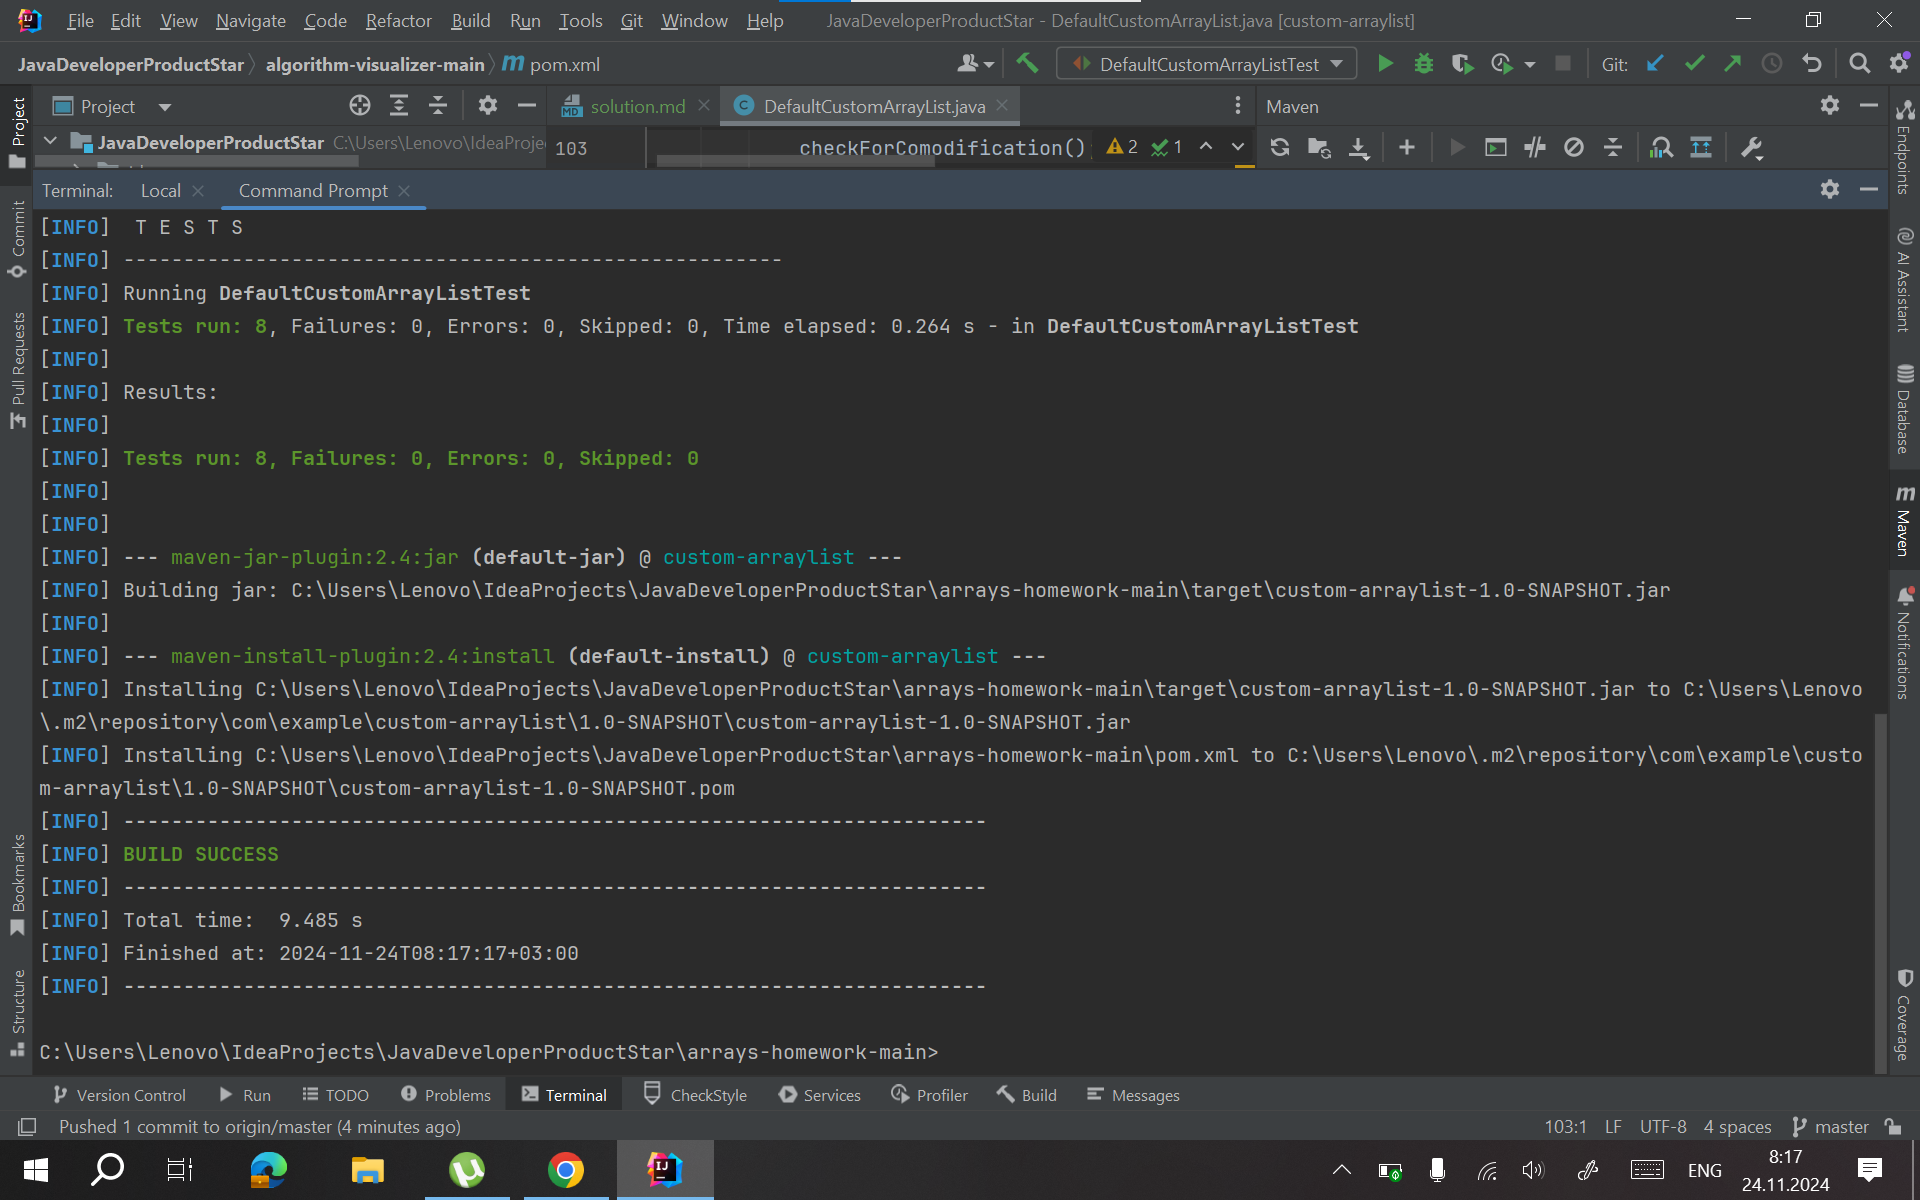 File Edit View Navigate Code Refactor Build Run Tools Git Window Help JavaDeveloperProductStar - DefaultCustomArrayList.java [custom-arraylist]
JavaDeveloperProductStar algorithm-visualizer-main m pom.xml DefaultCustomArrayListTest Git:
Project solution.md DefaultCustomArrayList.java Maven
JavaDeveloperProductStar C:\Users\Lenovo\IdeaProje 103 checkForComodification() 2 1
Terminal: Local Command Prompt
[INFO]  T E S T S
[INFO] -------------------------------------------------------
[INFO] Running DefaultCustomArrayListTest
[INFO] Tests run: 8, Failures: 0, Errors: 0, Skipped: 0, Time elapsed: 0.264 s - in DefaultCustomArrayListTest
[INFO]
[INFO] Results:
[INFO]
[INFO] Tests run: 8, Failures: 0, Errors: 0, Skipped: 0
[INFO]
[INFO]
[INFO] --- maven-jar-plugin:2.4:jar (default-jar) @ custom-arraylist ---
[INFO] Building jar: C:\Users\Lenovo\IdeaProjects\JavaDeveloperProductStar\arrays-homework-main\target\custom-arraylist-1.0-SNAPSHOT.jar
[INFO]
[INFO] --- maven-install-plugin:2.4:install (default-install) @ custom-arraylist ---
[INFO] Installing C:\Users\Lenovo\IdeaProjects\JavaDeveloperProductStar\arrays-homework-main\target\custom-arraylist-1.0-SNAPSHOT.jar to C:\Users\Lenovo
\.m2\repository\com\example\custom-arraylist\1.0-SNAPSHOT\custom-arraylist-1.0-SNAPSHOT.jar
[INFO] Installing C:\Users\Lenovo\IdeaProjects\JavaDeveloperProductStar\arrays-homework-main\pom.xml to C:\Users\Lenovo\.m2\repository\com\example\custo
m-arraylist\1.0-SNAPSHOT\custom-arraylist-1.0-SNAPSHOT.pom
[INFO] ------------------------------------------------------------------------
[INFO] BUILD SUCCESS
[INFO] ------------------------------------------------------------------------
[INFO] Total time:  9.485 s
[INFO] Finished at: 2024-11-24T08:17:17+03:00
[INFO] ------------------------------------------------------------------------
C:\Users\Lenovo\IdeaProjects\JavaDeveloperProductStar\arrays-homework-main>
Project
Commit
Pull Requests
Bookmarks
Structure
Endpoints
AI Assistant
Database
m Maven
Notifications
Coverage
Version Control Run TODO Problems Terminal CheckStyle Services Profiler Build Messages
Pushed 1 commit to origin/master (4 minutes ago) 103:1 LF UTF-8 4 spaces master
ENG 8:17
24.11.2024